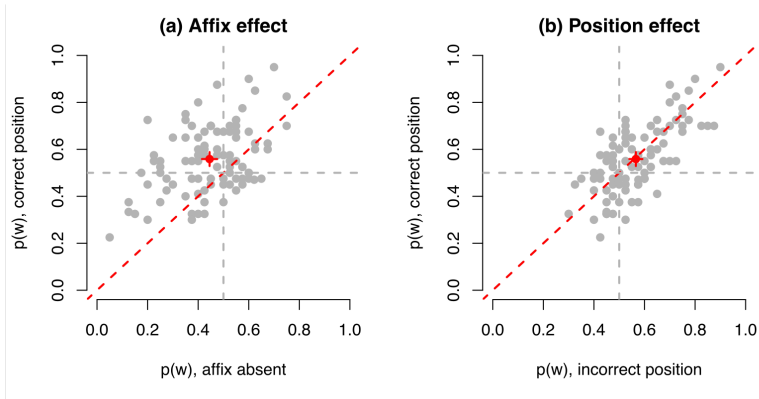 (a) Affix effect
p(w), correct position
0.0 0.2 0.4 0.6 0.8 1.0
0.0 0.2 0.4 0.6 0.8 1.0
p(w), affix absent
(b) Position effect
p(w), correct position
0.0 0.2 0.4 0.6 0.8 1.0
0.0 0.2 0.4 0.6 0.8 1.0
p(w), incorrect position